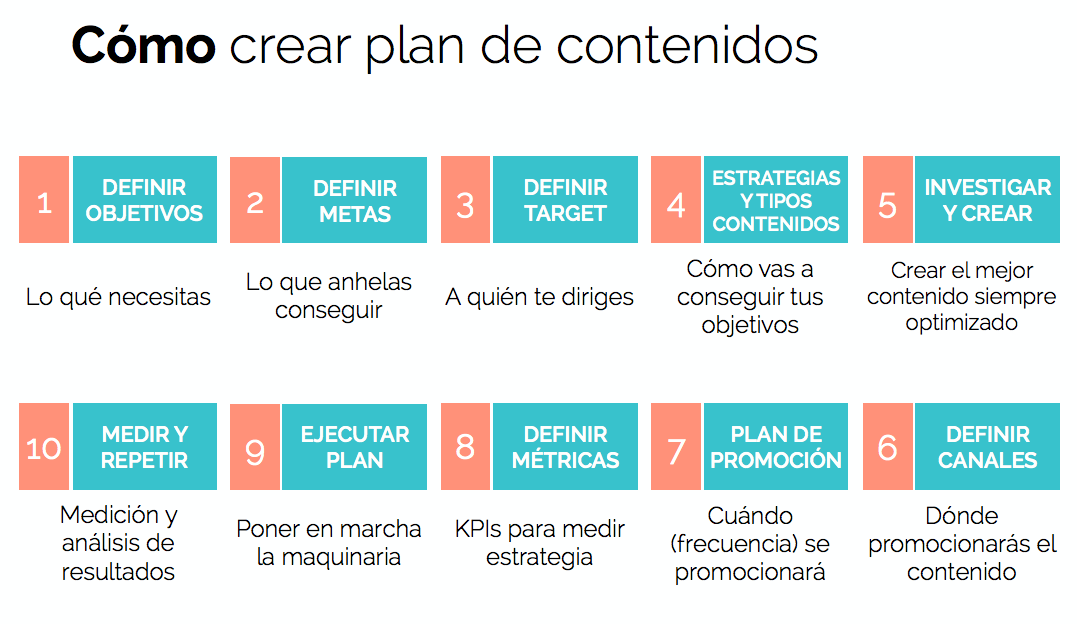 Cómo crear plan de contenidos
1
DEFINIR
OBJETIVOS
Lo qué necesitas
2
DEFINIR
METAS
Lo que anhelas
conseguir
3
DEFINIR
TARGET
A quién te diriges
4
ESTRATEGIAS
Y TIPOS
CONTENIDOS
Cómo vas a
conseguir tus
objetivos
5
INVESTIGAR
Y CREAR
Crear el mejor
contenido siempre
optimizado
10
MEDIR Y
REPETIR
Medición y
análisis de
resultados
9
EJECUTAR
PLAN
Poner en marcha
la maquinaria
8
DEFINIR
MÉTRICAS
KPIs para medir
estrategia
7
PLAN DE
PROMOCIÓN
Cuándo
(frecuencia) se
promocionará
6
DEFINIR
CANALES
Dónde
promocionarás el
contenido